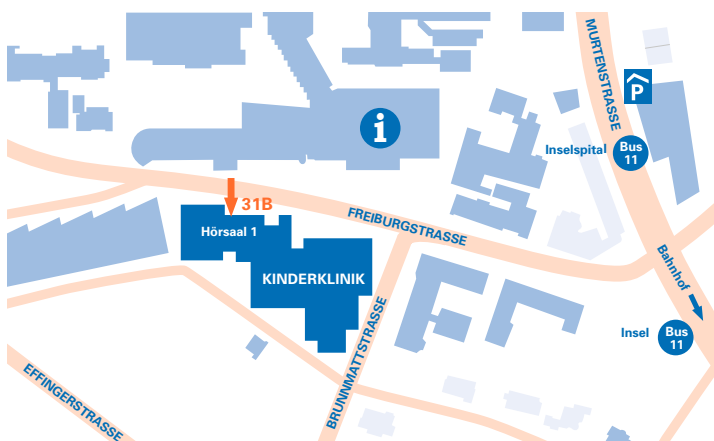 MURTENSTRASSE
P
i
Inselspital
Bus
11
31B
FREIBURGSTRASSE
Hörsaal 1
KINDERKLINIK
Bahnhof
Insel
Bus
11
BRUNNMATTSTRASSE
EFFINGERSTRASSE